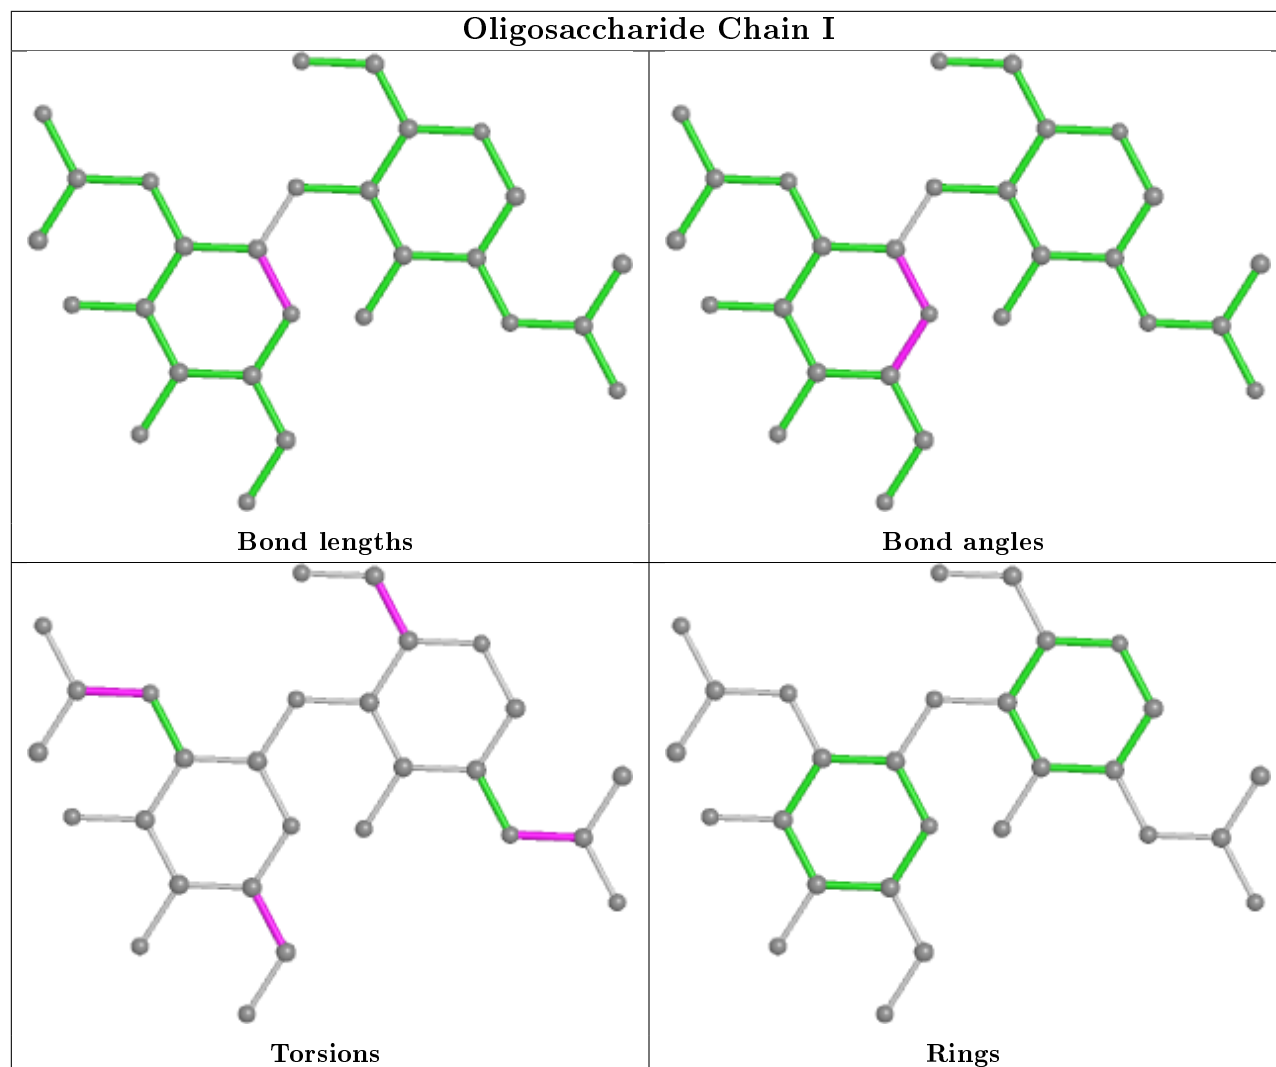 Oligosaccharide Chain I
Bond lengths
Bond angles
Torsions
Rings